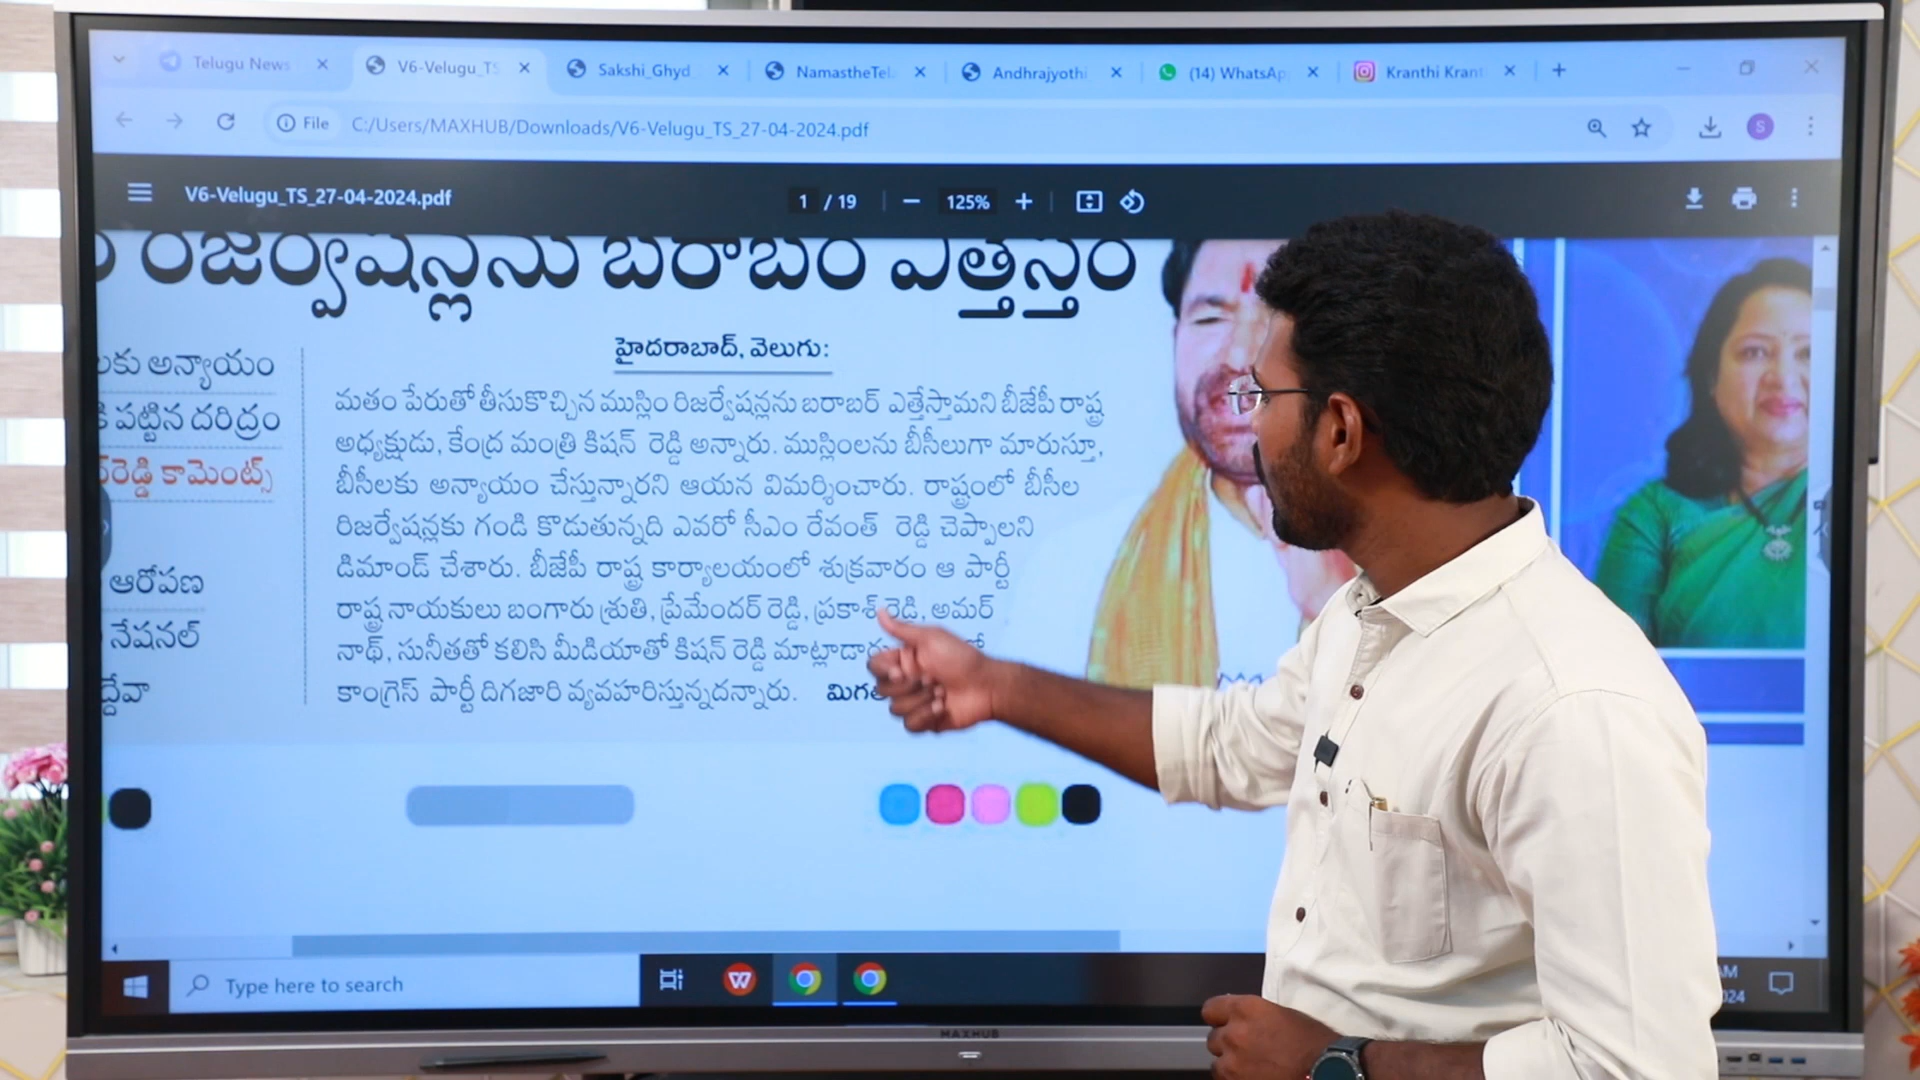 Telugu News
V6-Velugu_TS
Sakshi_Ghyd
NamastheTel
Andhrajyothi
(14) WhatsAp
Kranthi Krant
File
C:/Users/MAXHUB/Downloads/V6-Velugu_TS_27-04-2024.pdf
S
V6-Velugu_TS_27-04-2024.pdf
1 / 19
125%
రిజర్వేషన్లను బరాబర్ ఎత్తేస్తం
లకు అన్యాయం
కి పట్టిన దరిద్రం
రెడ్డి కామెంట్స్
ఆరోపణ
నేషనల్
హైదరాబాద్, వెలుగు:
మతం పేరుతో తీసుకొచ్చిన ముస్లిం రిజర్వేషన్లను బరాబర్ ఎత్తేస్తామని బీజేపీ రాష్ట్ర
అధ్యక్షుడు, కేంద్ర మంత్రి కిషన్ రెడ్డి అన్నారు. ముస్లింలను బీసీలుగా మారుస్తూ,
బీసీలకు అన్యాయం చేస్తున్నారని ఆయన విమర్శించారు. రాష్ట్రంలో బీసీల
రిజర్వేషన్లకు గండి కొడుతున్నది ఎవరో సీఎం రేవంత్ రెడ్డి చెప్పాలని
డిమాండ్ చేశారు. బీజేపీ రాష్ట్ర కార్యాలయంలో శుక్రవారం ఆ పార్టీ
రాష్ట్ర నాయకులు బంగారు శ్రుతి, ప్రేమేందర్ రెడ్డి, ప్రకాశ్ రెడ్డి, అమర్
నాథ్, సునీతతో కలిసి మీడియాతో కిషన్ రెడ్డి మాట్లాడారు
కాంగ్రెస్ పార్టీ దిగజారి వ్యవహరిస్తున్నదన్నారు. మిగతా
Type here to search
MAXHUB